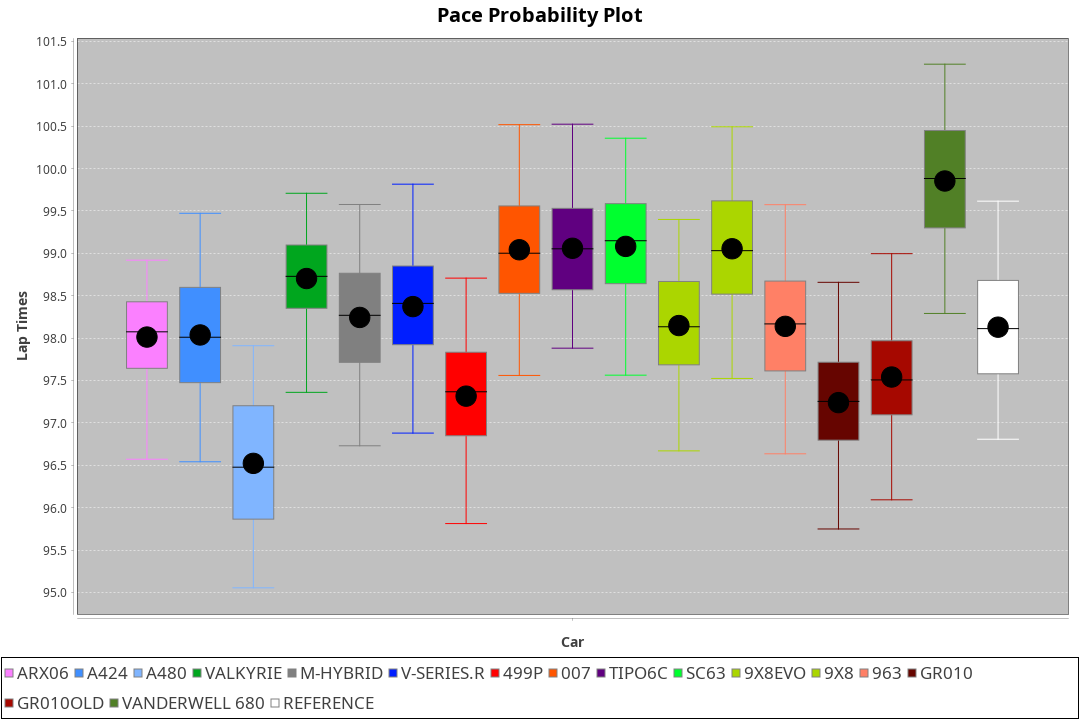 Pace Probability Plot
101.5
101.0
100.5
100.0
99.5
99.0
98.5
98.0
97.5
97.0
96.5
96.0
95.5
95.0
Lap Times
Car
ARX06 A424 A480 VALKYRIE M-HYBRID V-SERIES.R 499P 007 TIPO6C SC63 9X8EVO 9X8 963 GR010
GR010OLD VANDERWELL 680 REFERENCE